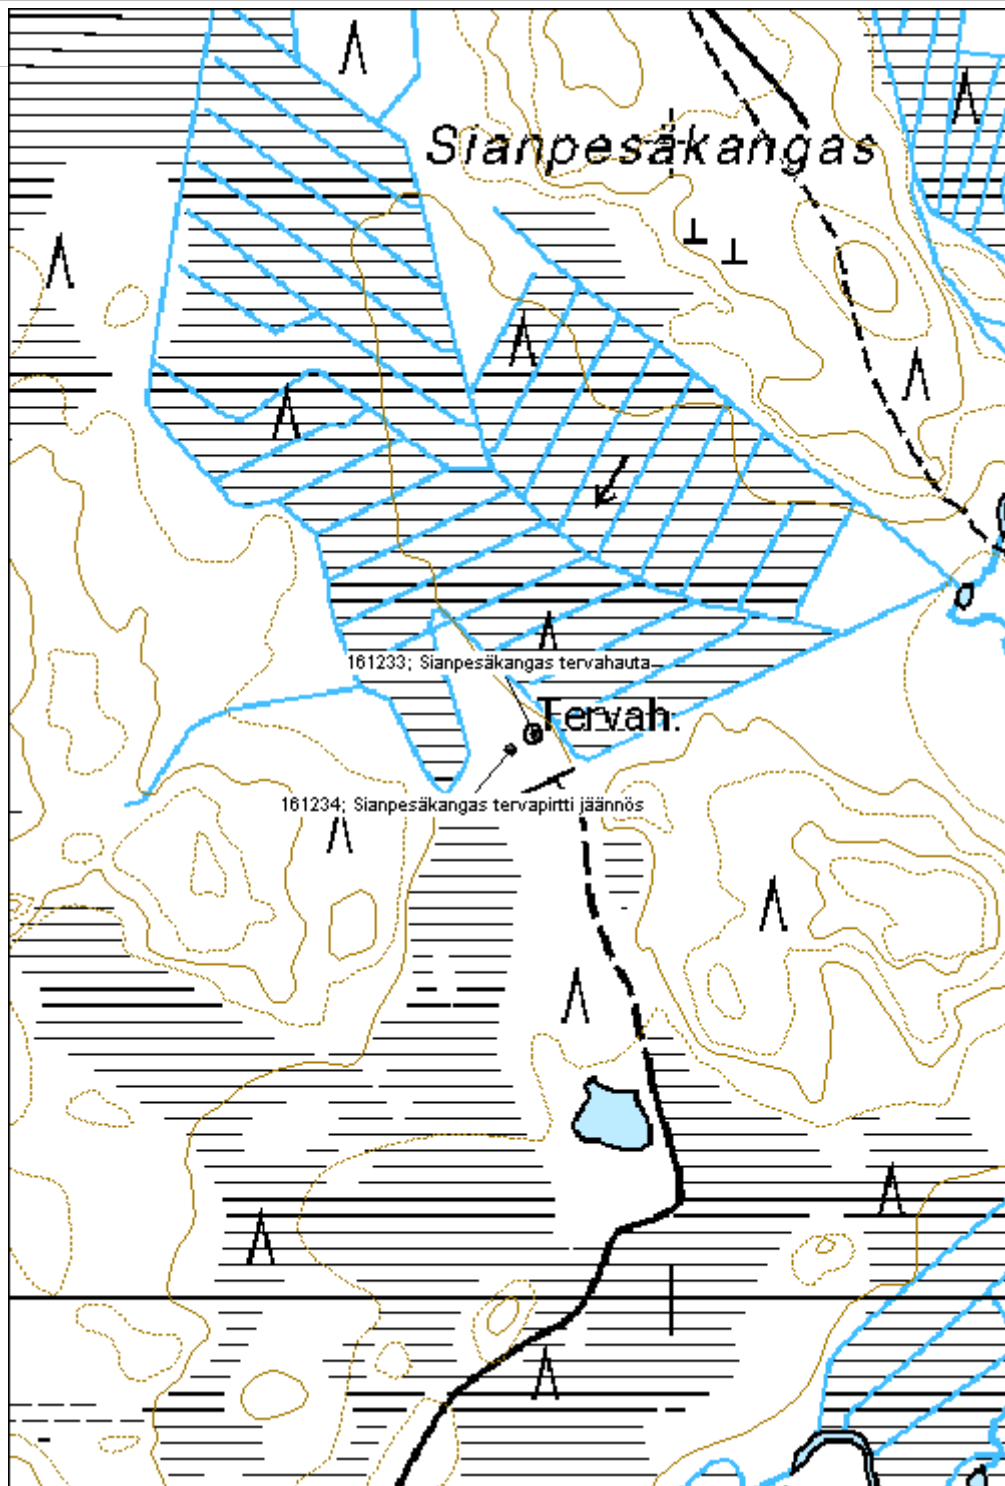 Sianpesäkangas
161233; Sianpesäkangas tervahauta
Tervah.
161234; Sianpesäkangas tervapirtti jäännös